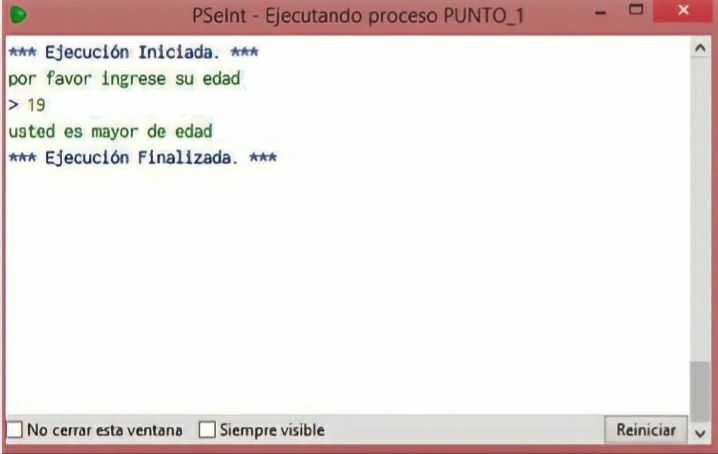 PSeInt - Ejecutando proceso PUNTO_1
*** Ejecución Iniciada. ***
por favor ingrese su edad
> 19
usted es mayor de edad
*** Ejecución Finalizada. ***
No cerrar esta ventana Siempre visible Reiniciar